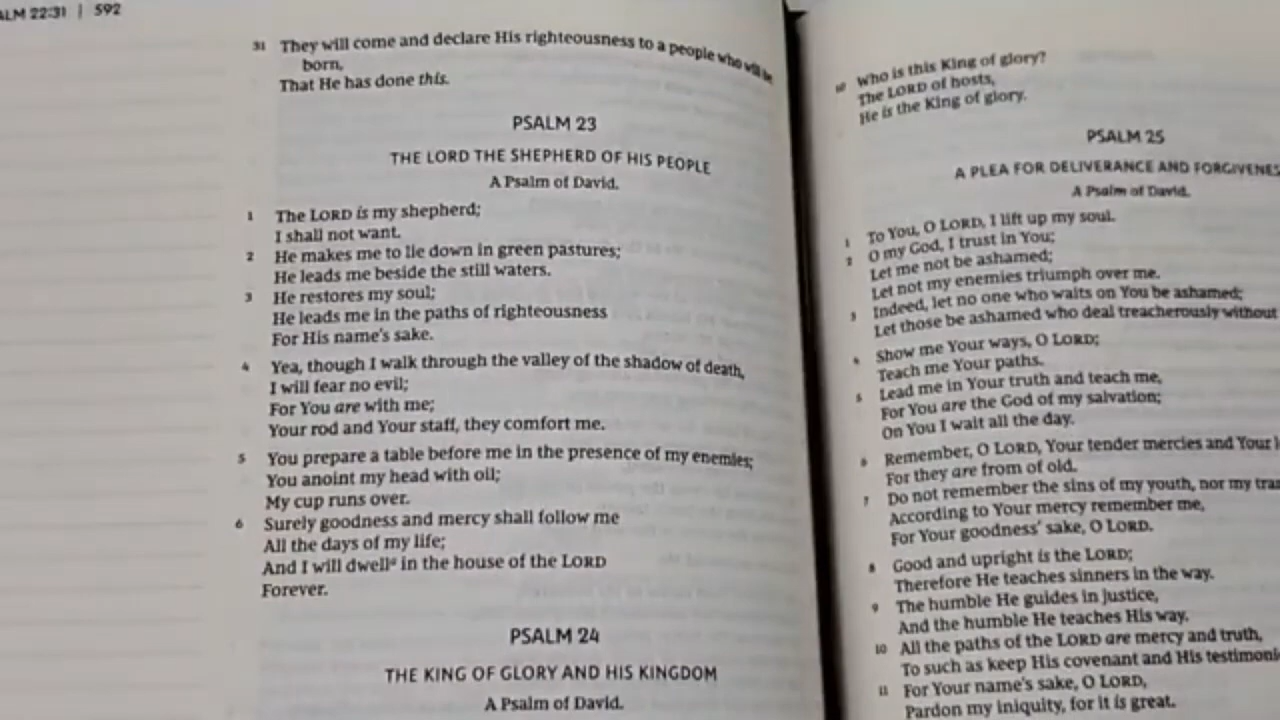 ALM 22:31 | 592
31 They will come and declare His righteousness to a people who will be
born,
That He has done this.
PSALM 23
THE LORD THE SHEPHERD OF HIS PEOPLE
A Psalm of David.
1 The LORD is my shepherd;
I shall not want.
2 He makes me to lie down in green pastures;
He leads me beside the still waters.
3 He restores my soul;
He leads me in the paths of righteousness
For His name's sake.
4 Yea, though I walk through the valley of the shadow of death,
I will fear no evil;
For You are with me;
Your rod and Your staff, they comfort me.
5 You prepare a table before me in the presence of my enemies;
You anoint my head with oil;
My cup runs over.
6 Surely goodness and mercy shall follow me
All the days of my life;
And I will dwellª in the house of the LORD
Forever.
PSALM 24
THE KING OF GLORY AND HIS KINGDOM
A Psalm of David.
10 Who is this King of glory?
The LORD of hosts,
He is the King of glory.
PSALM 25
A PLEA FOR DELIVERANCE AND FORGIVENES
A Psalm of David.
1 To You, O LORD, I lift up my soul.
2 O my God, I trust in You;
Let me not be ashamed;
Let not my enemies triumph over me.
3 Indeed, let no one who waits on You be ashamed;
Let those be ashamed who deal treacherously without
4 Show me Your ways, O LORD;
Teach me Your paths.
5 Lead me in Your truth and teach me,
For You are the God of my salvation;
On You I wait all the day.
6 Remember, O LORD, Your tender mercies and Your
For they are from of old.
7 Do not remember the sins of my youth, nor my
According to Your mercy remember me,
For Your goodness' sake, O LORD.
8 Good and upright is the LORD;
Therefore He teaches sinners in the way.
9 The humble He guides in justice,
And the humble He teaches His way.
10 All the paths of the LORD are mercy and truth,
To such as keep His covenant and His testimoni
11 For Your name's sake, O LORD,
Pardon my iniquity, for it is great.